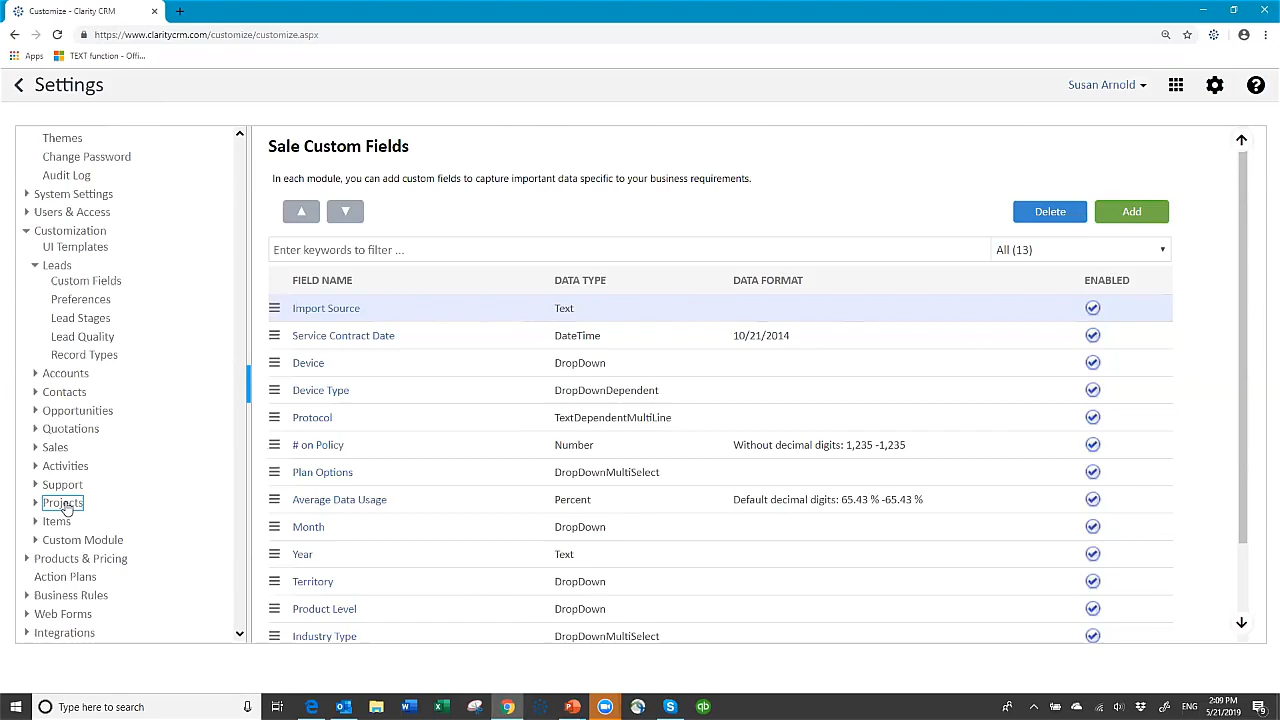 Customize - Clarity CRM
https://www.claritycrm.com/customize/customize.aspx
Apps
TEXT function - Offi...
Settings
Susan Arnold
Themes
Change Password
Audit Log
System Settings
Users & Access
Customization
UI Templates
Leads
Custom Fields
Preferences
Lead Stages
Lead Quality
Record Types
Accounts
Contacts
Opportunities
Quotations
Sales
Activities
Support
Projects
Items
Custom Module
Products & Pricing
Action Plans
Business Rules
Web Forms
Integrations
Sale Custom Fields
In each module, you can add custom fields to capture important data specific to your business requirements.
Delete
Add
Enter keywords to filter ...
All (13)
FIELD NAME DATA TYPE DATA FORMAT ENABLED
Import Source Text
Service Contract Date DateTime 10/21/2014
Device DropDown
Device Type DropDownDependent
Protocol TextDependentMultiLine
# on Policy Number Without decimal digits: 1,235 -1,235
Plan Options DropDownMultiSelect
Average Data Usage Percent Default decimal digits: 65.43 % -65.43 %
Month DropDown
Year Text
Territory DropDown
Product Level DropDown
Industry Type DropDownMultiSelect
Type here to search
ENG
2:09 PM
5/21/2019